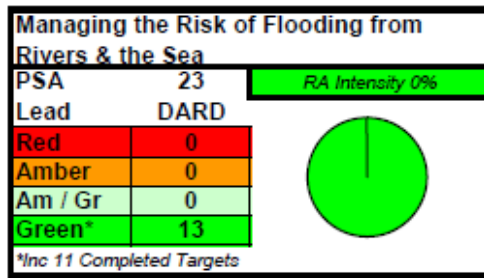 Managing the Risk of Flooding from
Rivers & the Sea
PSA 23 RA Intensity 0%
Lead DARD
Red 0
Amber 0
Am / Gr 0
Green* 13
*Inc 11 Completed Targets